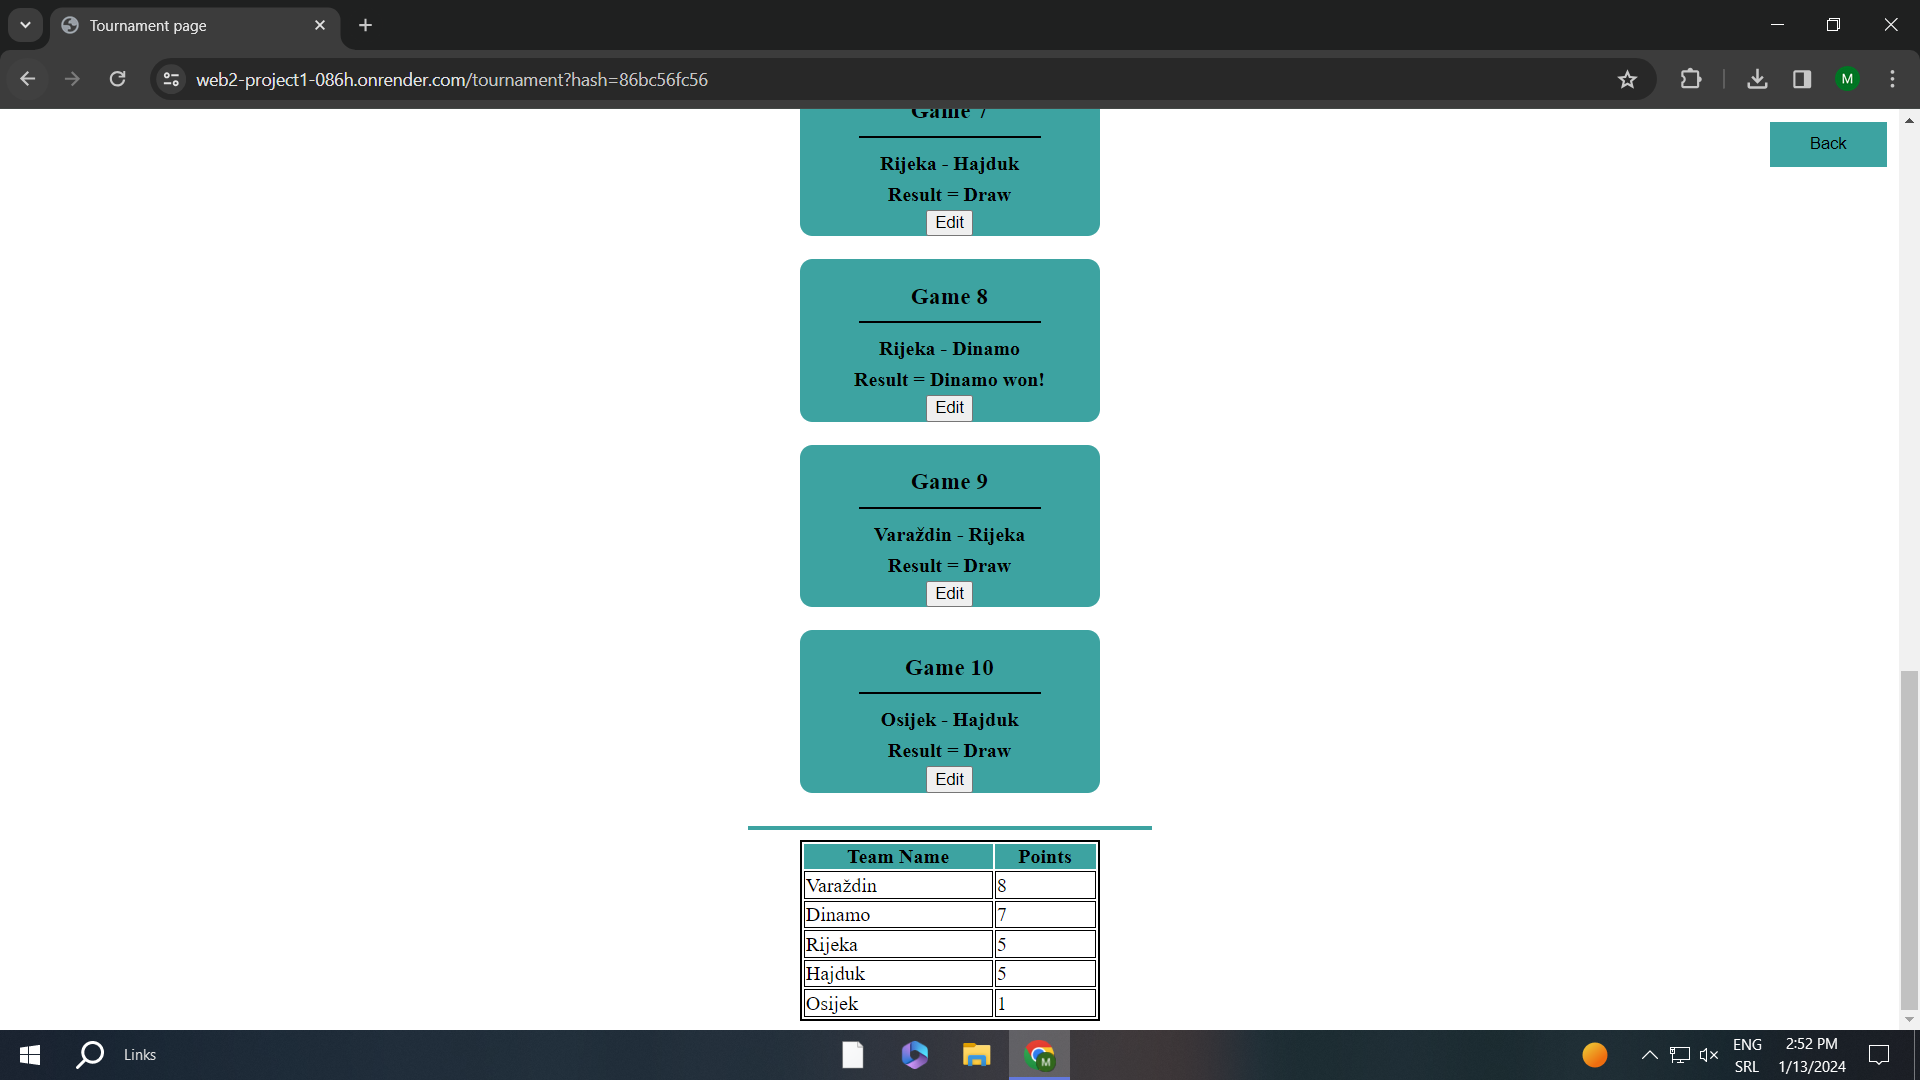 Tournament page
web2-project1-086h.onrender.com/tournament?hash=86bc56fc56
M
Back
Game 7
Rijeka - Hajduk
Result = Draw
Edit
Game 8
Rijeka - Dinamo
Result = Dinamo won!
Edit
Game 9
Varaždin - Rijeka
Result = Draw
Edit
Game 10
Osijek - Hajduk
Result = Draw
Edit
Team Name Points
Varaždin 8
Dinamo 7
Rijeka 5
Hajduk 5
Osijek 1
Links
M
ENG
SRL
2:52 PM
1/13/2024